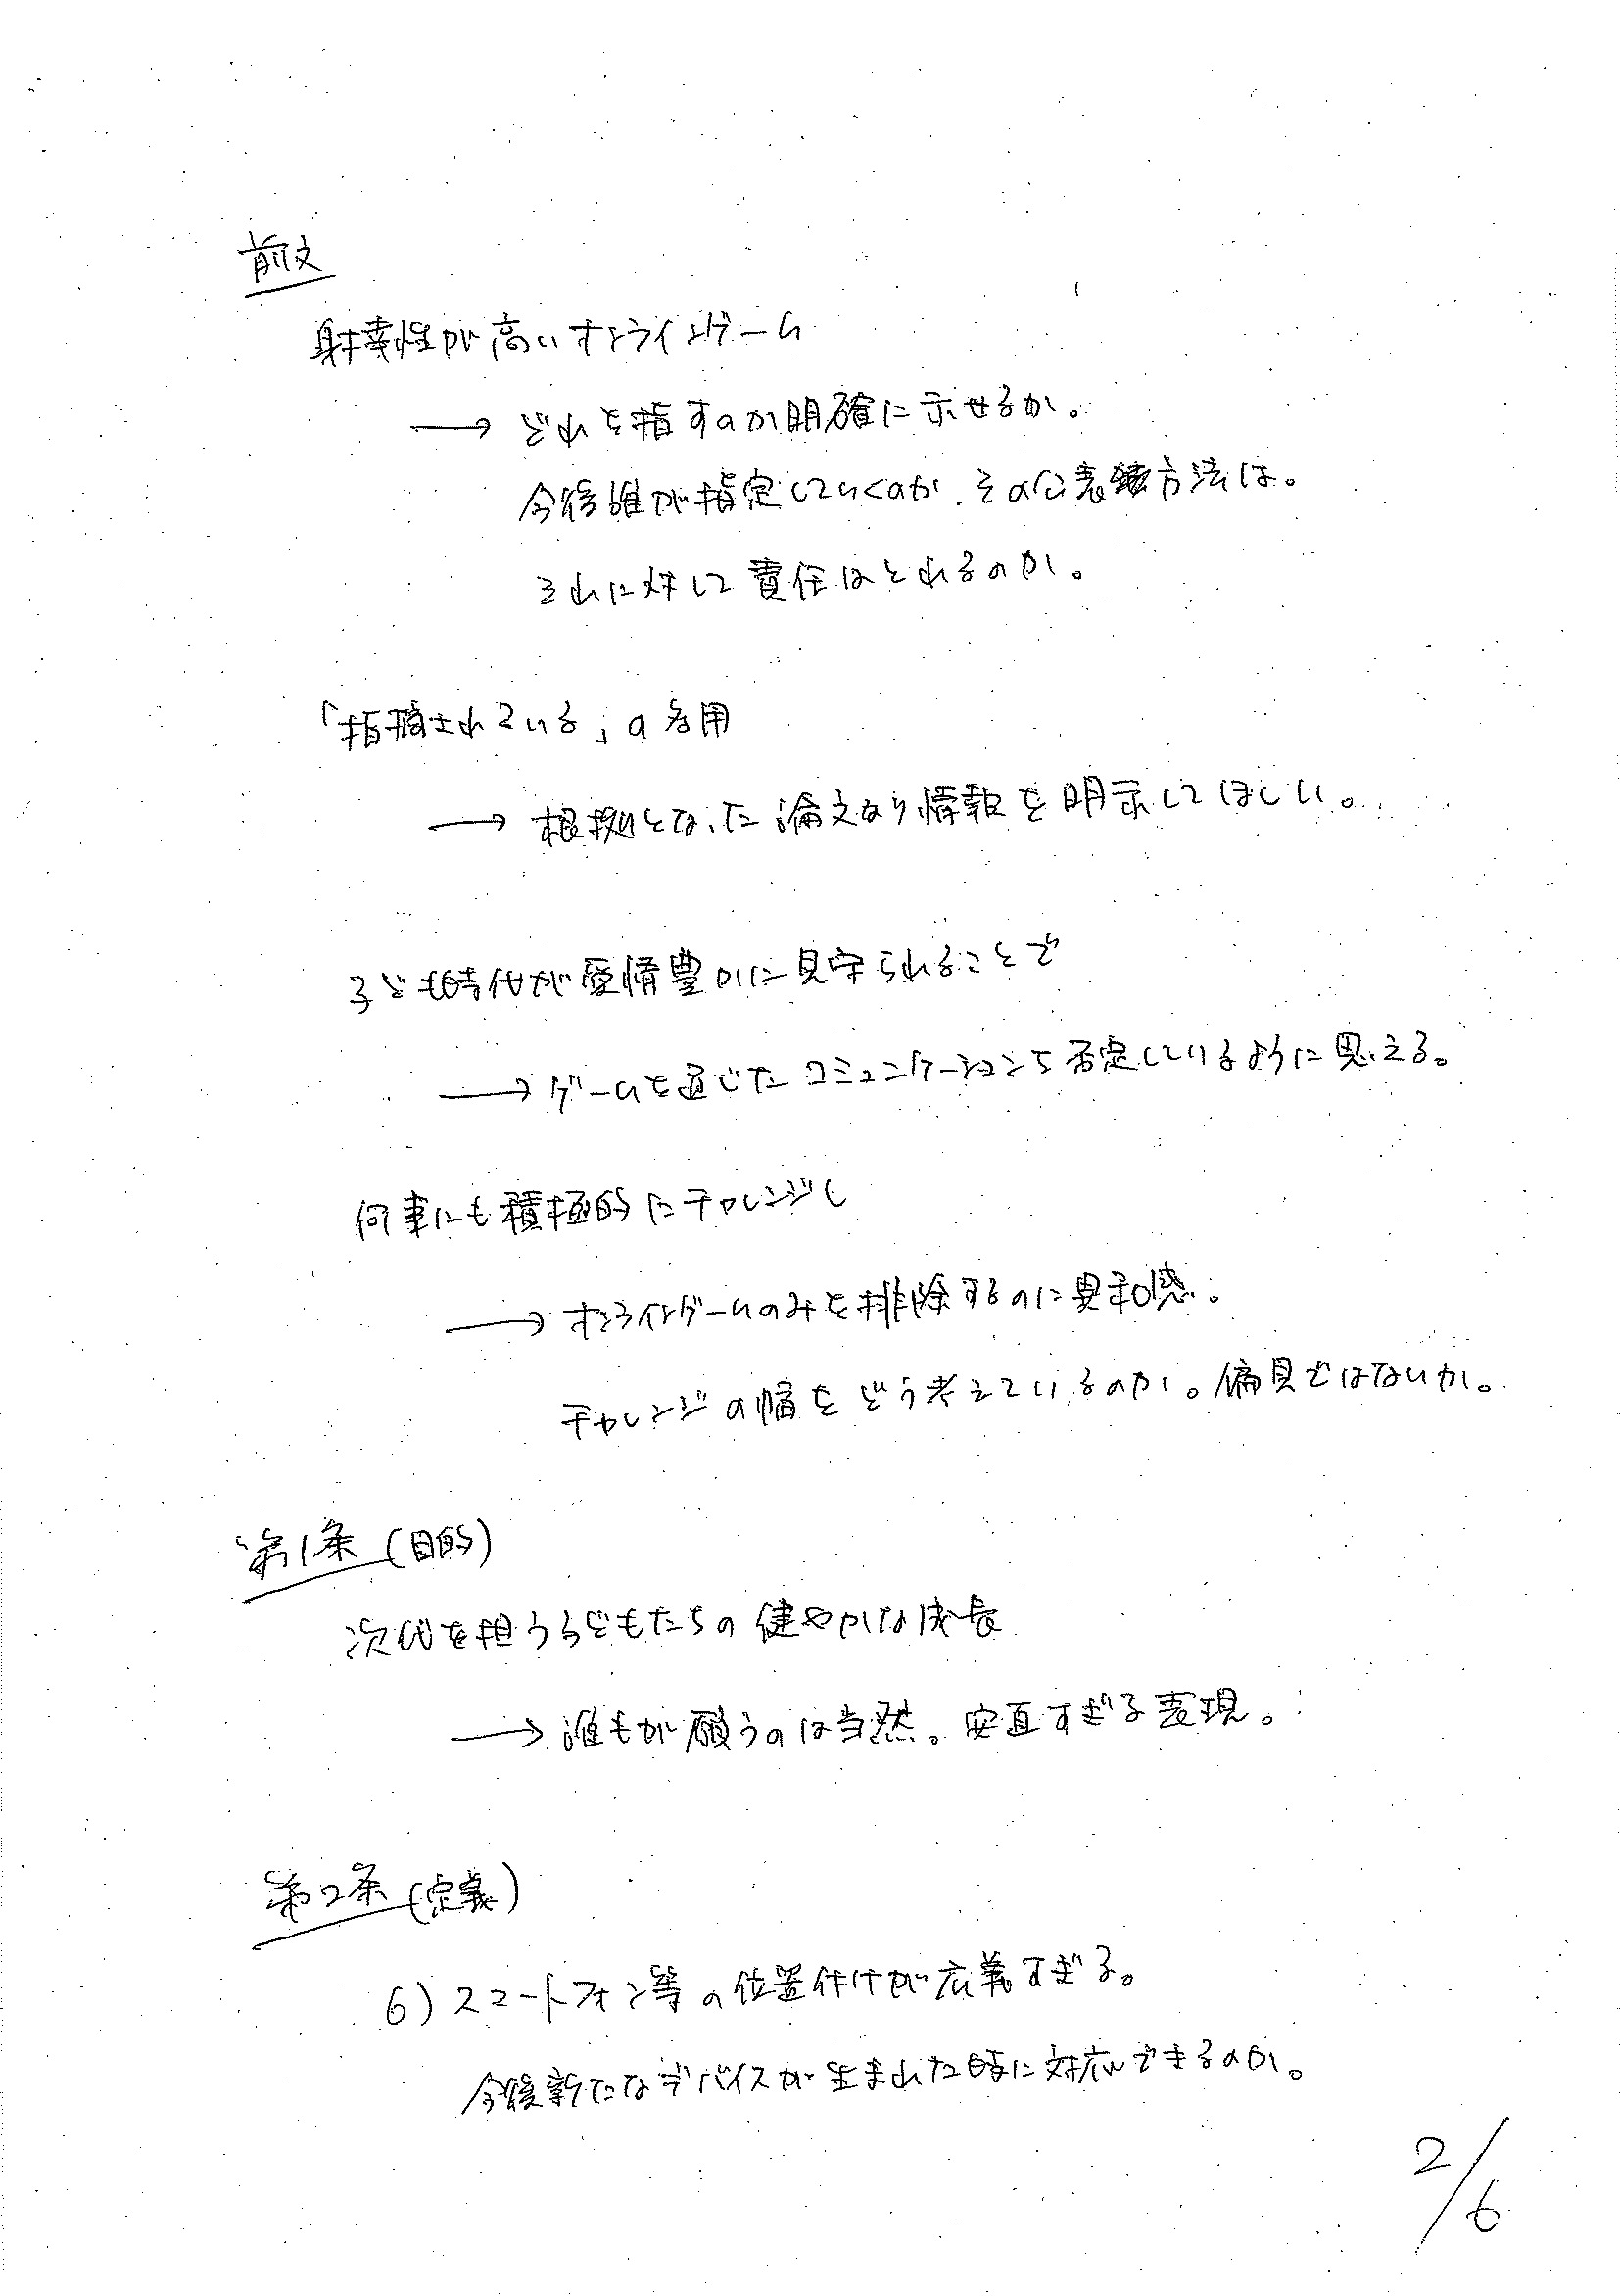 前文
射幸性が高いオンラインゲーム
→ どれを指すのか明確に示せるか。
今後誰が指定していくのか、その公表方法は。
それに対して責任はとれるのか。
「指摘されている」の多用
→ 根拠となった論文なり情報を明示してほしい。
子ども時代が愛情豊かに見守られることで
→ ゲームを通じたコミュニケーションを否定しているように思える。
何事にも積極的にチャレンジし
→ オンラインゲームのみを排除するのに異和感。
チャレンジの幅をどう考えているのか。偏見ではないか。
第1条(目的)
次代を担う子どもたちの健やかな成長
→ 誰もが願うのは当然。安直すぎる表現。
第2条(定義)
6) スマートフォン等の位置付けが広義すぎる。
今後新たなデバイスが生まれた時に対応できるのか。
2/6